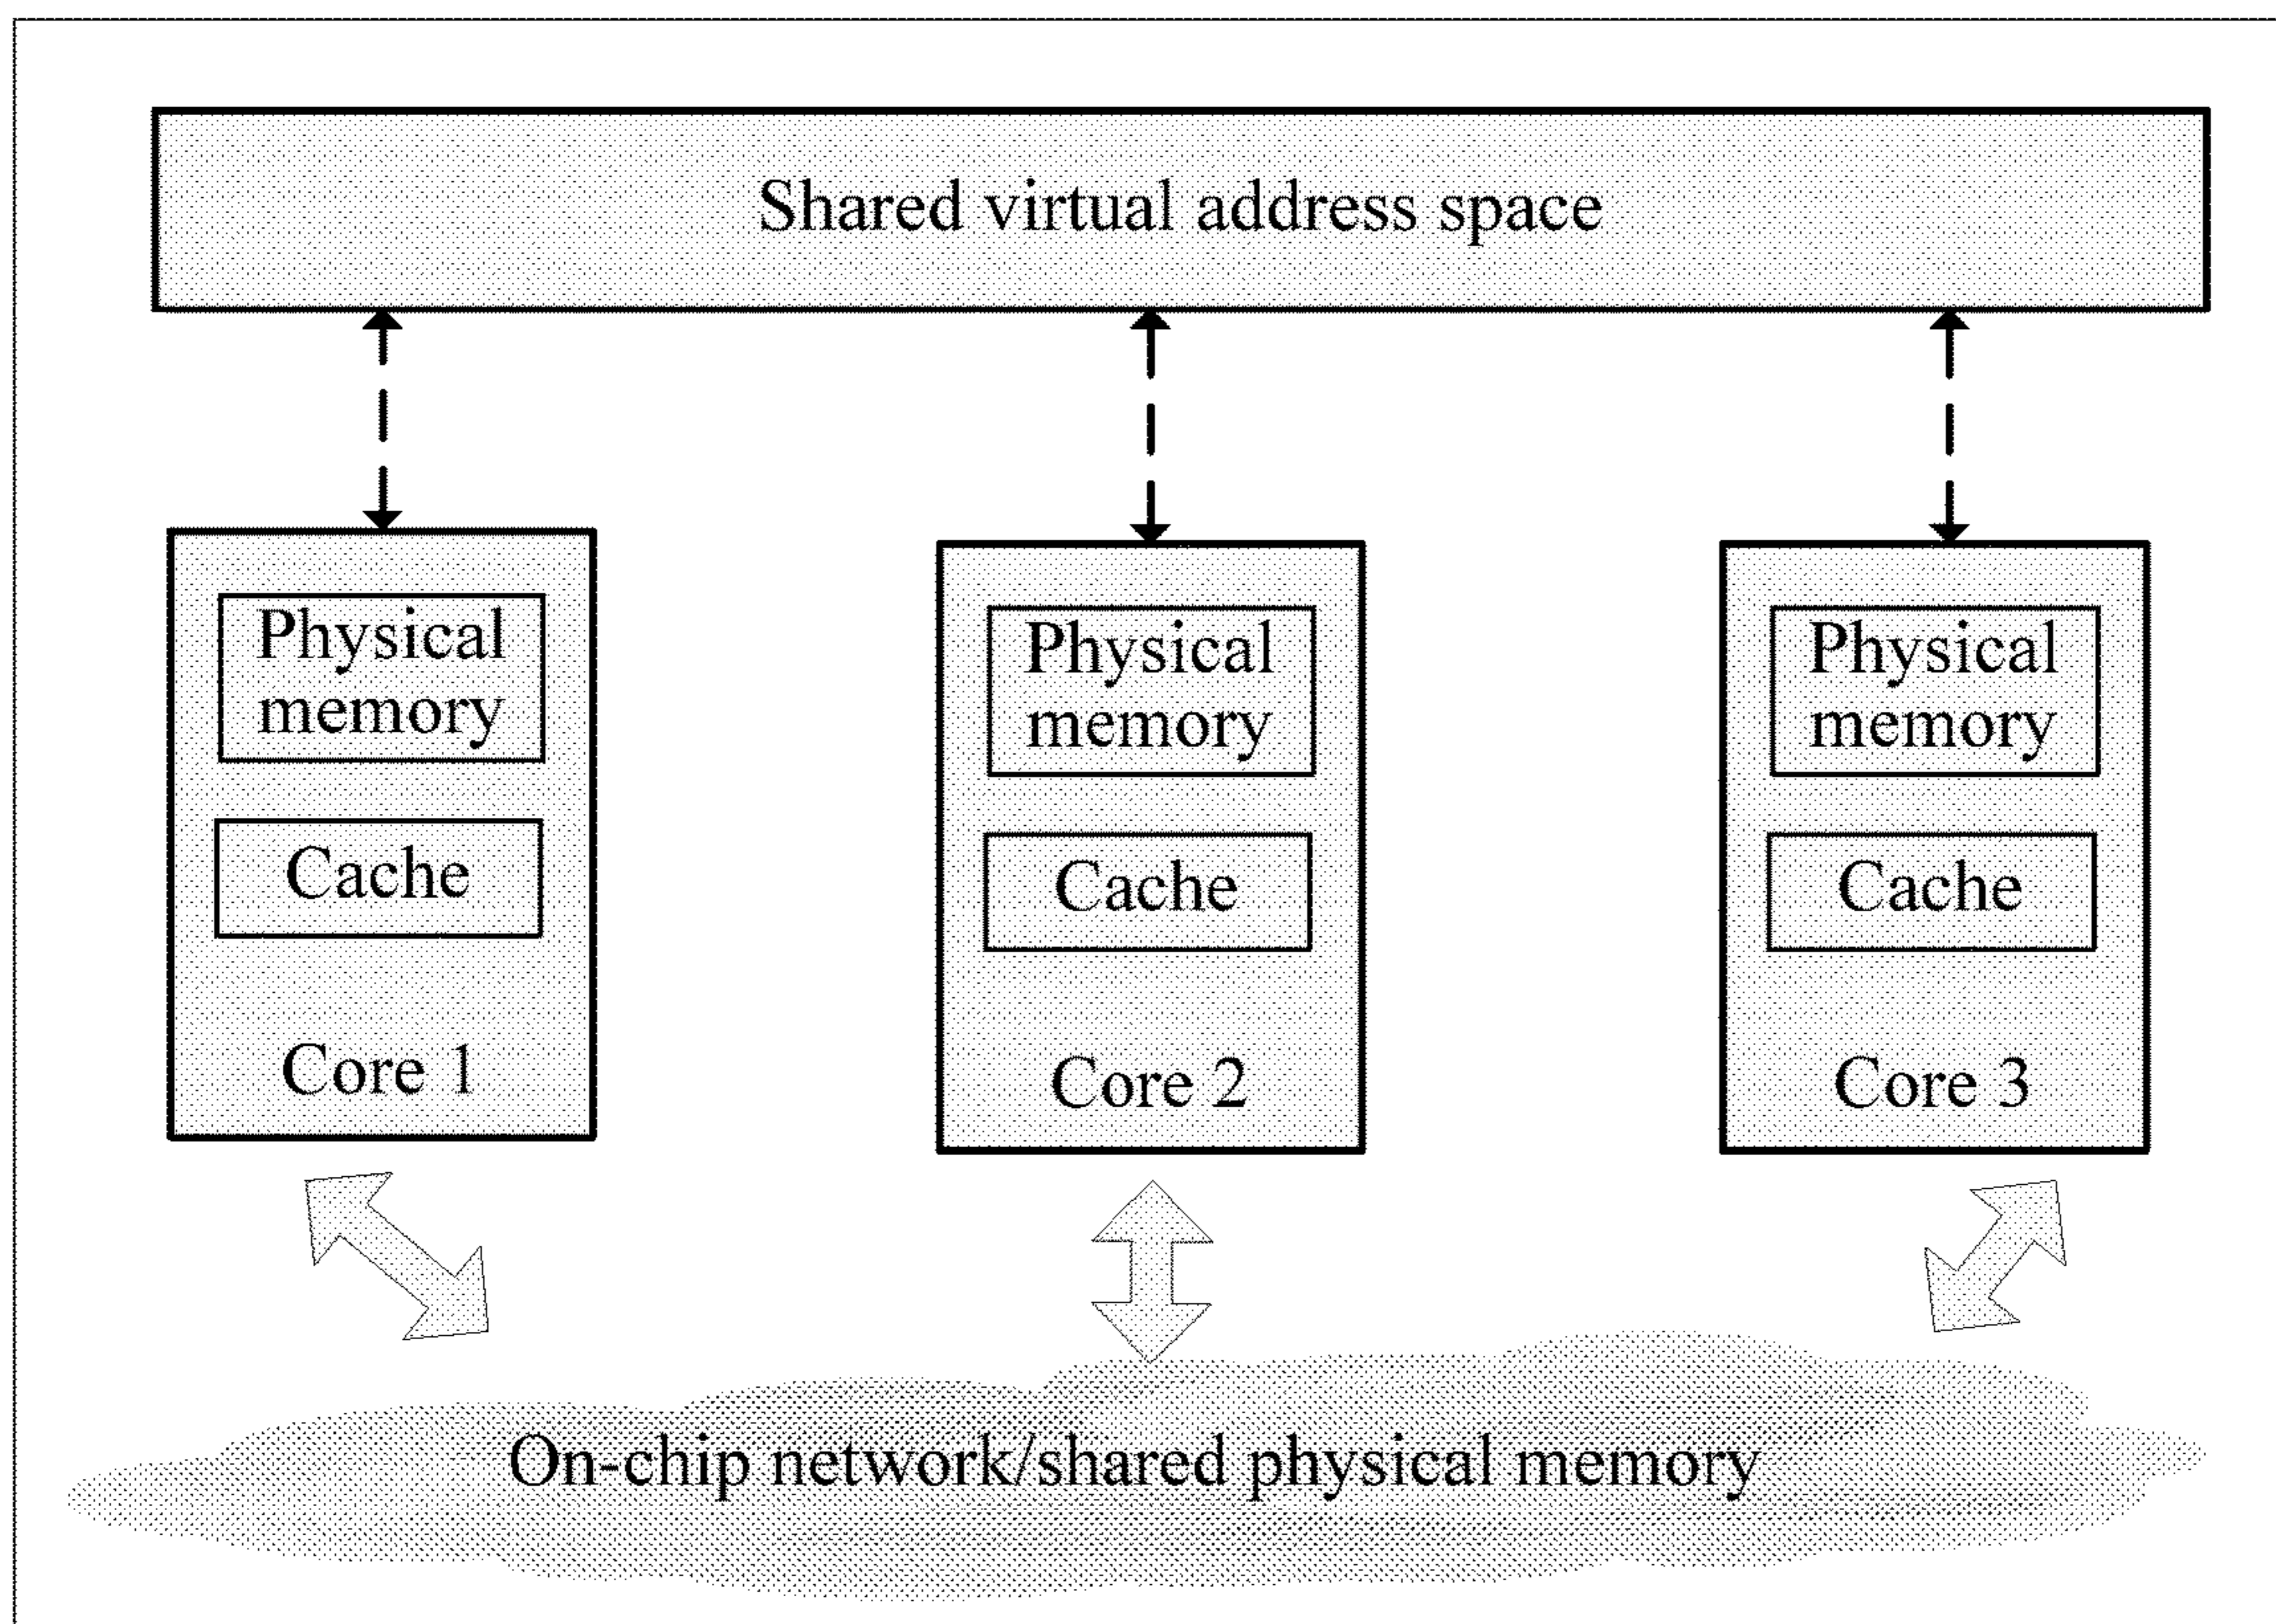 Shared virtual address space
Physical
memory
Cache
Core 1
Physical
memory
Cache
Core 2
Physical
memory
Cache
Core 3
On-chip network/shared physical memory